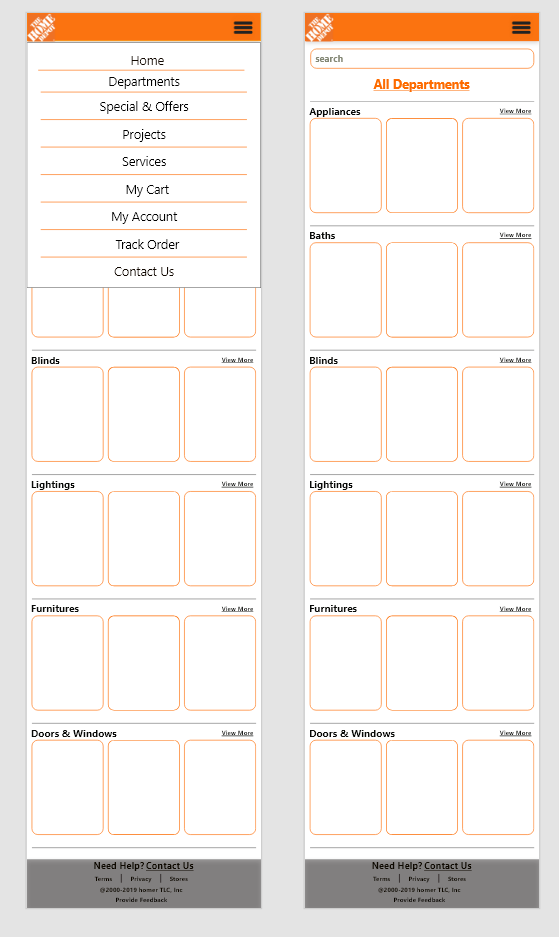 THE
HOME
DEPOT
Home
Departments
Special & Offers
Projects
Services
My Cart
My Account
Track Order
Contact Us
Blinds View More
Lightings View More
Furnitures View More
Doors & Windows View More
Need Help? Contact Us
Terms | Privacy | Stores
@2000-2019 homer TLC, Inc
Provide Feedback
THE
HOME
DEPOT
search
All Departments
Appliances View More
Baths View More
Blinds View More
Lightings View More
Furnitures View More
Doors & Windows View More
Need Help? Contact Us
Terms | Privacy | Stores
@2000-2019 homer TLC, Inc
Provide Feedback